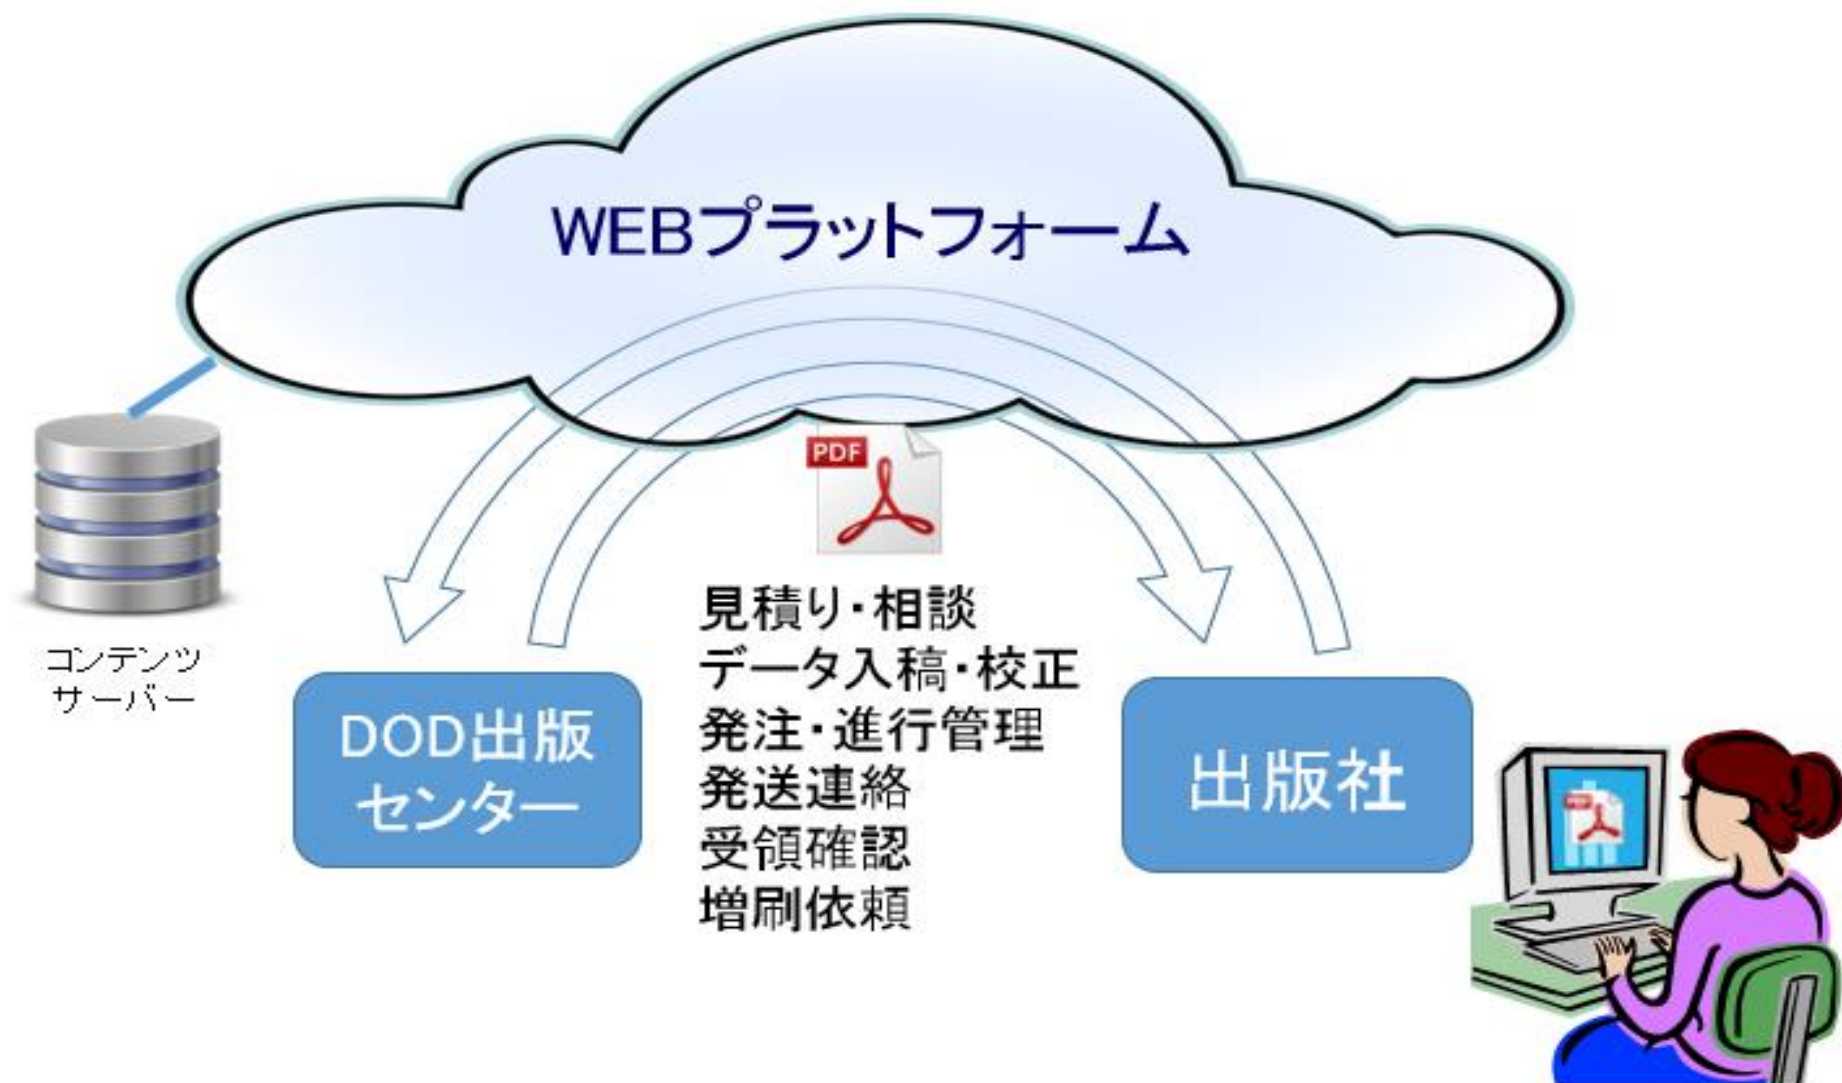 WEBプラットフォーム
PDF
見積り・相談
データ入稿・校正
発注・進行管理
発送連絡
受領確認
増刷依頼
コンテンツ
サーバー
DOD出版
センター
出版社
PDF